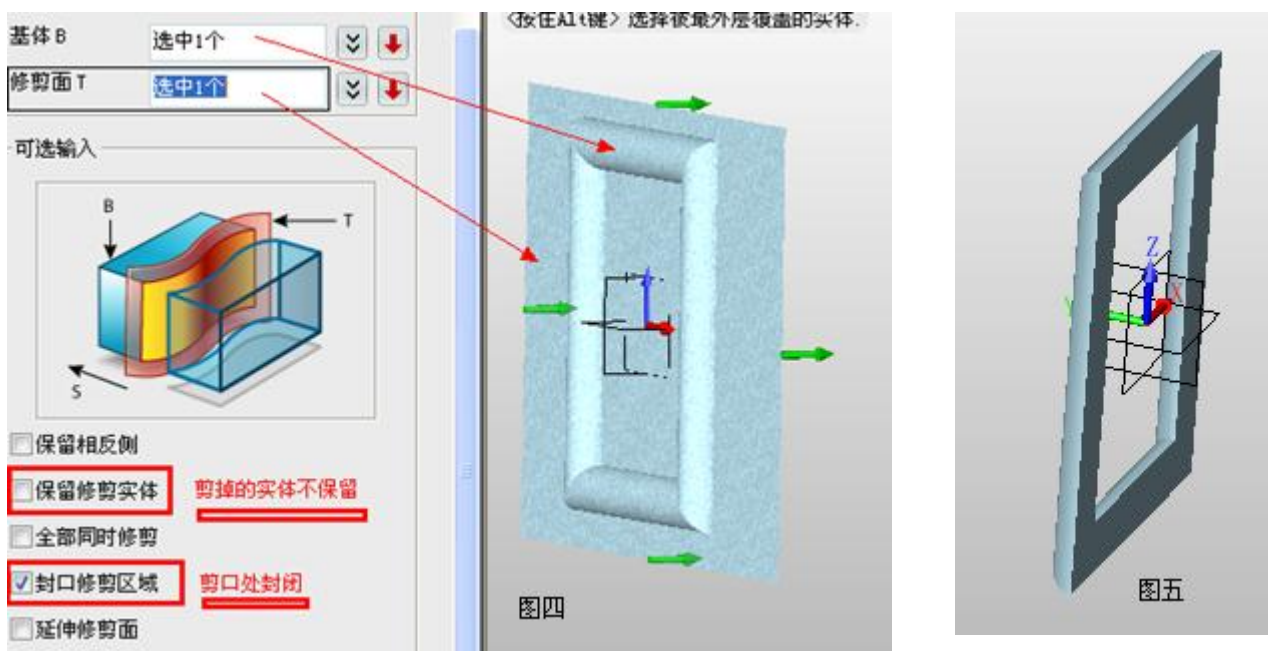 基体 B
选中1个
修剪面 T
选中1个
可选输入
B
T
S
保留相反侧
保留修剪实体
剪掉的实体不保留
全部同时修剪
封口修剪区域
剪口处封闭
延伸修剪面
〈按住Alt键〉选择被最外层覆盖的实体.
图四
Z
X
Y
图五